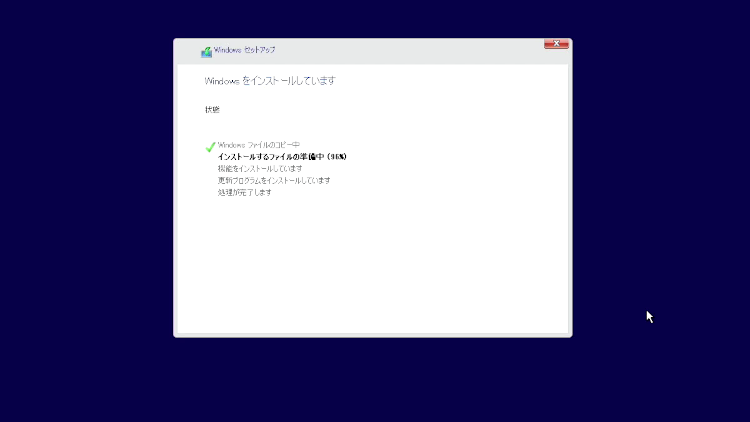 Windows セットアップ
Windows をインストールしています
状態
Windows ファイルのコピー中
インストールするファイルの準備中 (96%)
機能をインストールしています
更新プログラムをインストールしています
処理が完了します